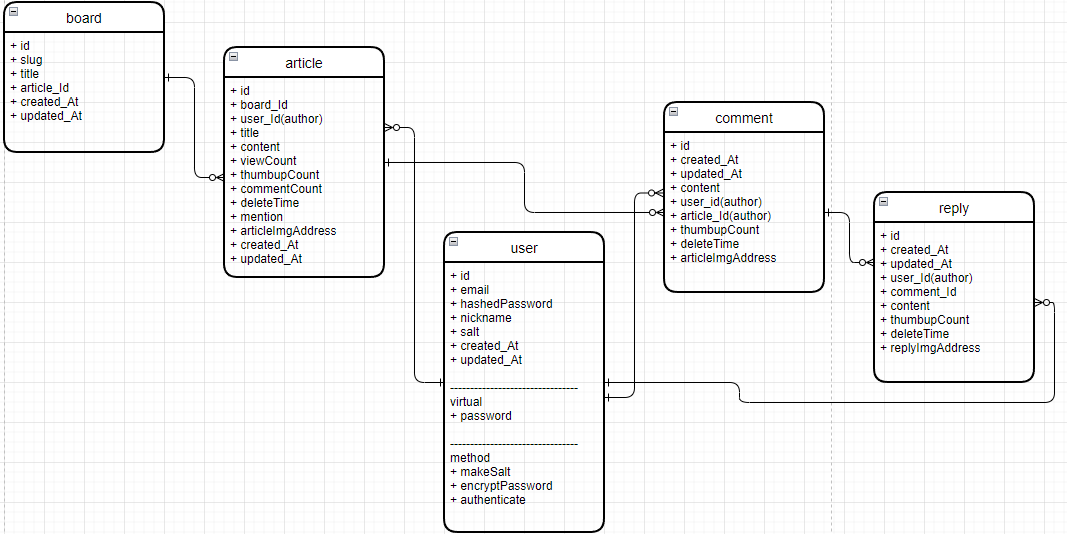 board
+ id
+ slug
+ title
+ article_Id
+ created_At
+ updated_At
article
+ id
+ board_Id
+ user_Id(author)
+ title
+ content
+ viewCount
+ thumbupCount
+ commentCount
+ deleteTime
+ mention
+ articleImgAddress
+ created_At
+ updated_At
user
+ id
+ email
+ hashedPassword
+ nickname
+ salt
+ created_At
+ updated_At
--------------------------------
virtual
+ password
--------------------------------
method
+ makeSalt
+ encryptPassword
+ authenticate
comment
+ id
+ created_At
+ updated_At
+ content
+ user_id(author)
+ article_Id(author)
+ thumbupCount
+ deleteTime
+ articleImgAddress
reply
+ id
+ created_At
+ updated_At
+ user_Id(author)
+ comment_Id
+ content
+ thumbupCount
+ deleteTime
+ replyImgAddress